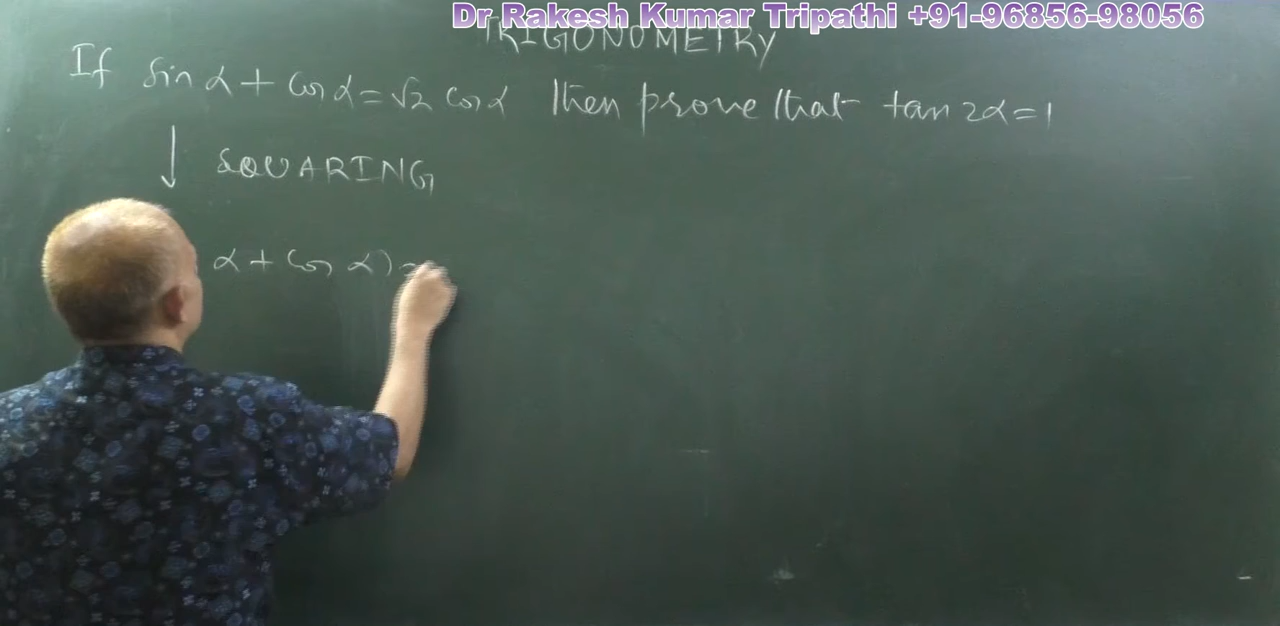 Dr Rakesh Kumar Tripathi +91-96856-98056
TRIGONOMETRY
If sin α + cos α = √2 cos α then prove that tan 2α = 1
↓ SQUARING
α + cos α) =